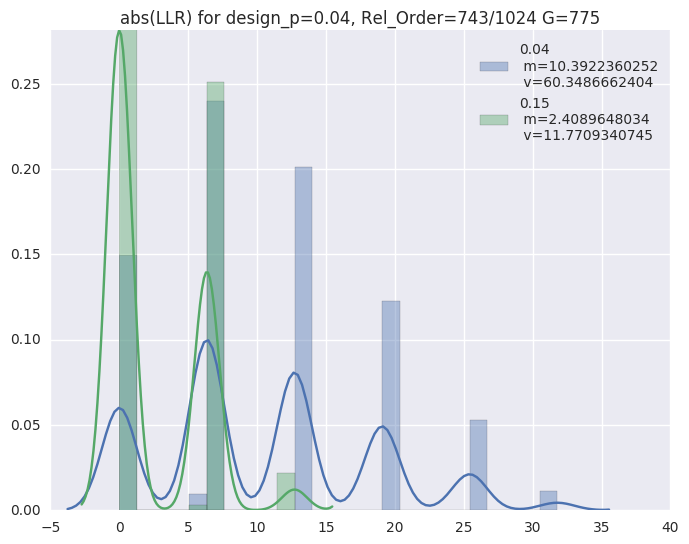 abs(LLR) for design_p=0.04, Rel_Order=743/1024 G=775
0.04
m=10.3922360252
v=60.3486662404
0.15
m=2.4089648034
v=11.7709340745
0.25
0.20
0.15
0.10
0.05
0.00
−5 0 5 10 15 20 25 30 35 40